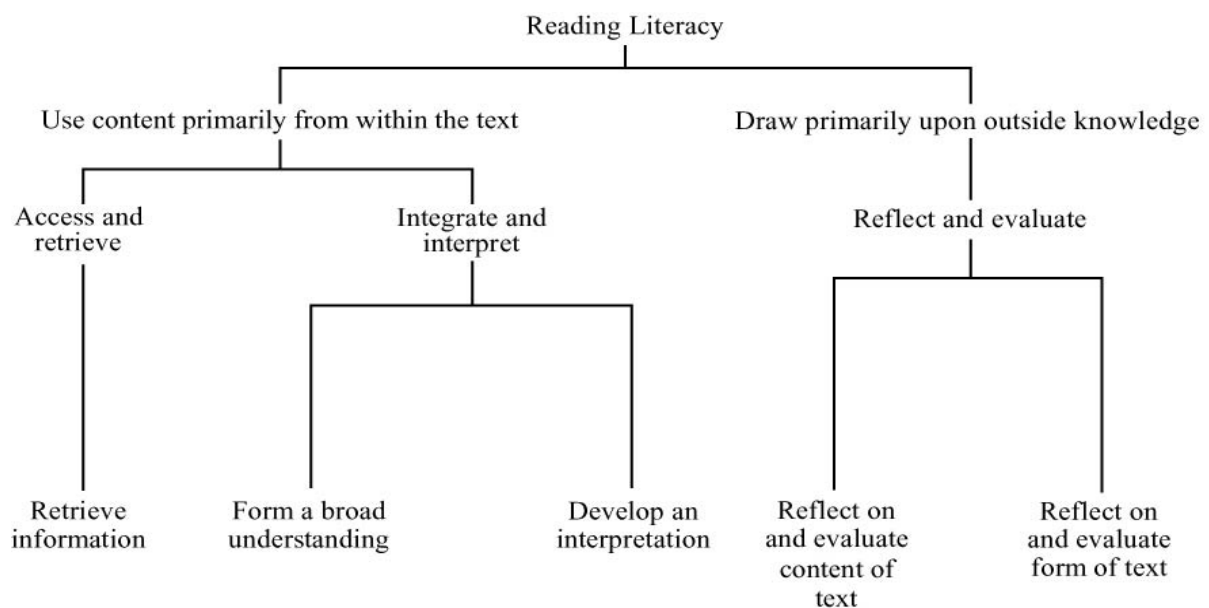 Reading Literacy
Use content primarily from within the text
Draw primarily upon outside knowledge
Access and
retrieve
Integrate and
interpret
Reflect and evaluate
Retrieve
information
Form a broad
understanding
Develop an
interpretation
Reflect on
and evaluate
content of
text
Reflect on
and evaluate
form of text